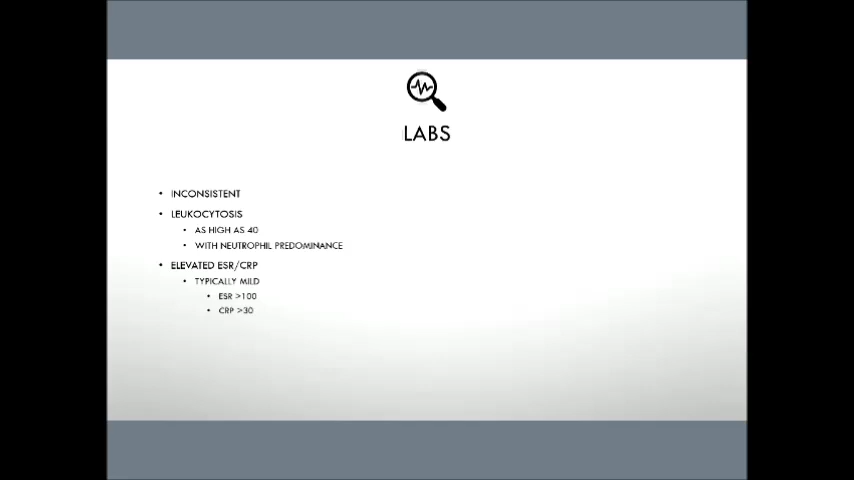 LABS
• INCONSISTENT
• LEUKOCYTOSIS
• AS HIGH AS 40
• WITH NEUTROPHIL PREDOMINANCE
• ELEVATED ESR/CRP
• TYPICALLY MILD
• ESR >100
• CRP >30